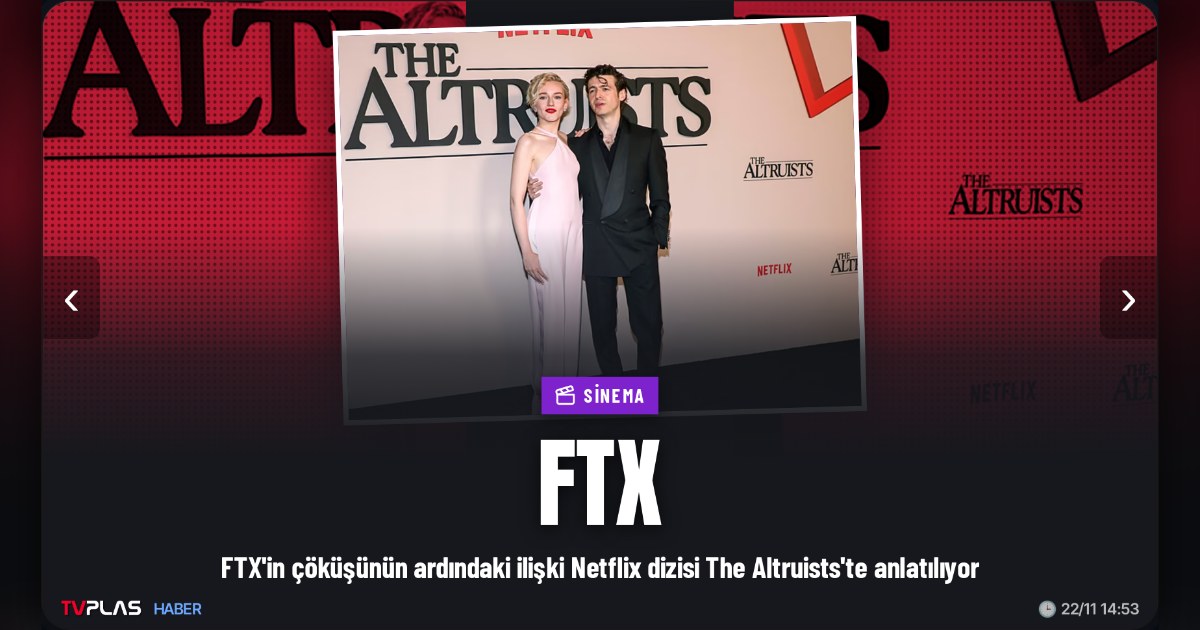 NETFLIX
THE
ALTRUISTS
THE
ALTRUISTS
THE
ALTRUISTS
NETFLIX
NETFLIX
SİNEMA
FTX
FTX'in çöküşünün ardındaki ilişki Netflix dizisi The Altruists'te anlatılıyor
TVPLAS HABER
22/11 14:53